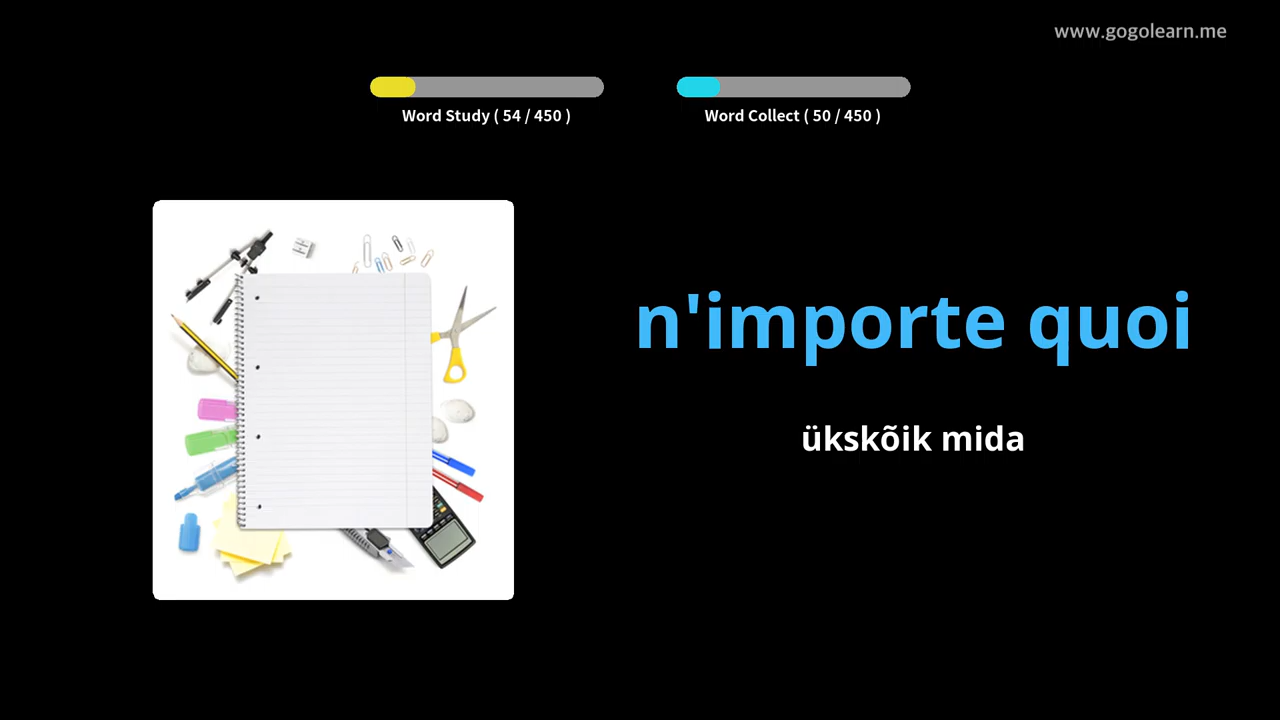 www.gogolearn.me
Word Study ( 54 / 450 )
Word Collect ( 50 / 450 )
n'importe quoi
ükskõik mida